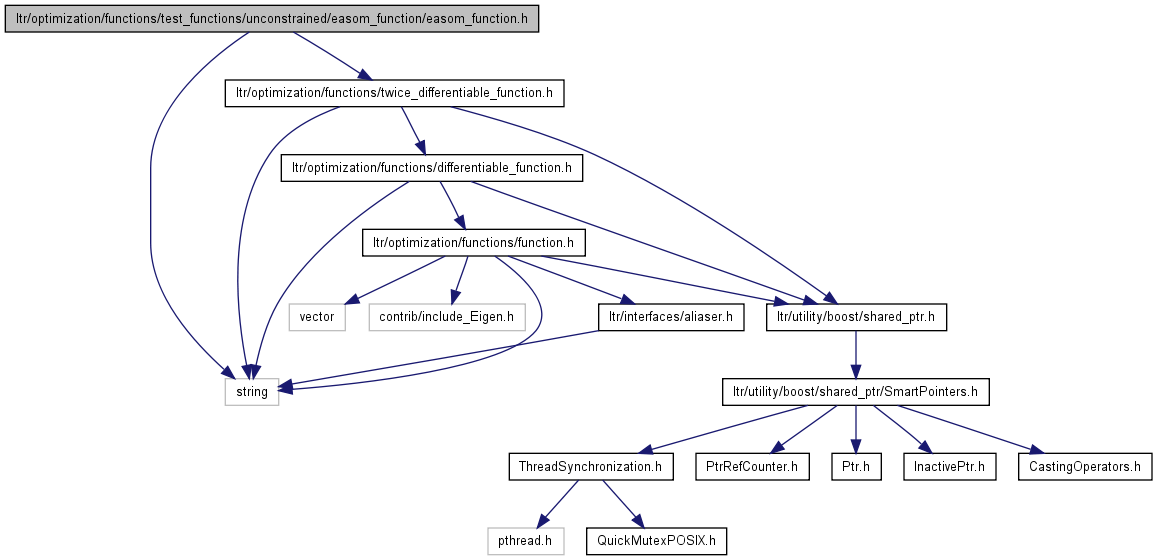 ltr/optimization/functions/test_functions/unconstrained/easom_function/easom_function.h
ltr/optimization/functions/twice_differentiable_function.h
ltr/optimization/functions/differentiable_function.h
ltr/optimization/functions/function.h
vector
contrib/include_Eigen.h
ltr/interfaces/aliaser.h
ltr/utility/boost/shared_ptr.h
string
ltr/utility/boost/shared_ptr/SmartPointers.h
ThreadSynchronization.h
PtrRefCounter.h
Ptr.h
InactivePtr.h
CastingOperators.h
pthread.h
QuickMutexPOSIX.h